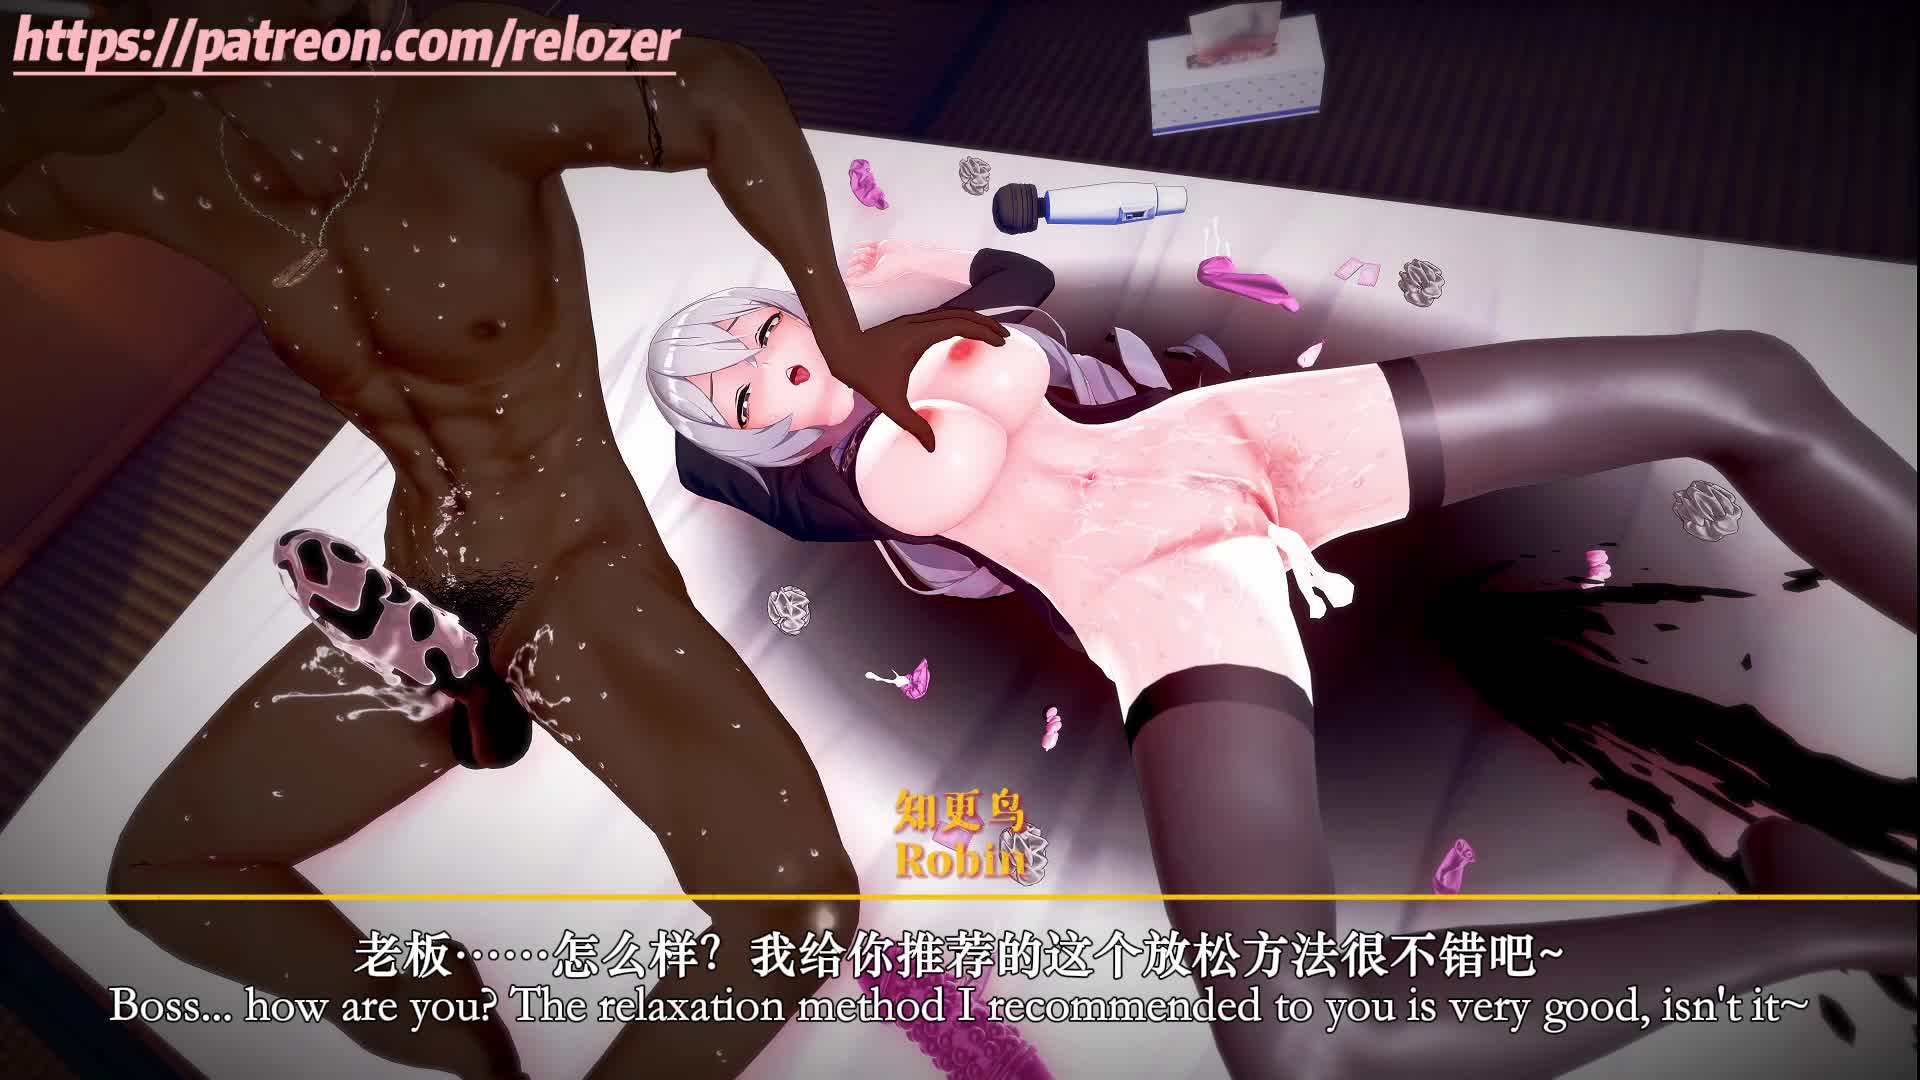 https://patreon.com/relozer
知更鸟
Robin
老板……怎么样？我给你推荐的这个放松方法很不错吧~
Boss... how are you? The relaxation method I recommended to you is very good, isn't it~